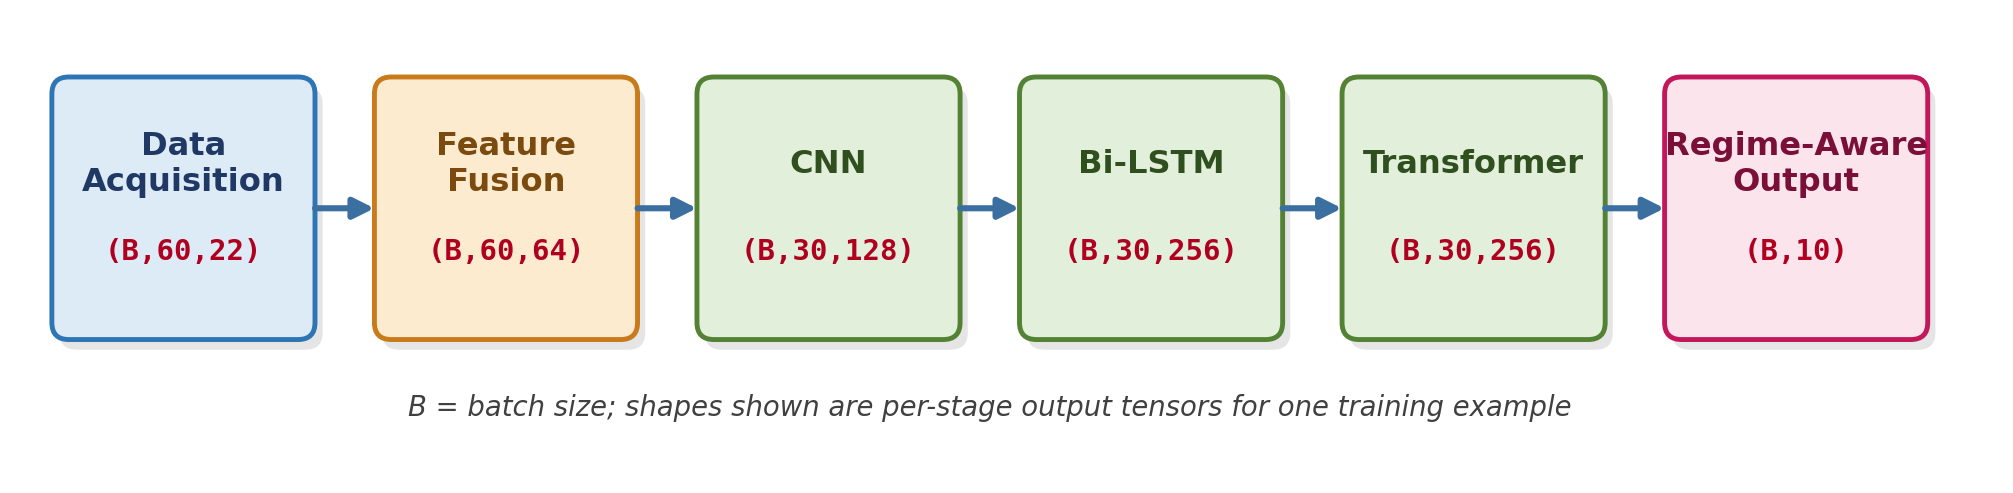 Data
Acquisition
(B,60,22)
Feature
Fusion
(B,60,64)
CNN
(B,30,128)
Bi-LSTM
(B,30,256)
Transformer
(B,30,256)
Regime-Aware
Output
(B,10)
B = batch size; shapes shown are per-stage output tensors for one training example